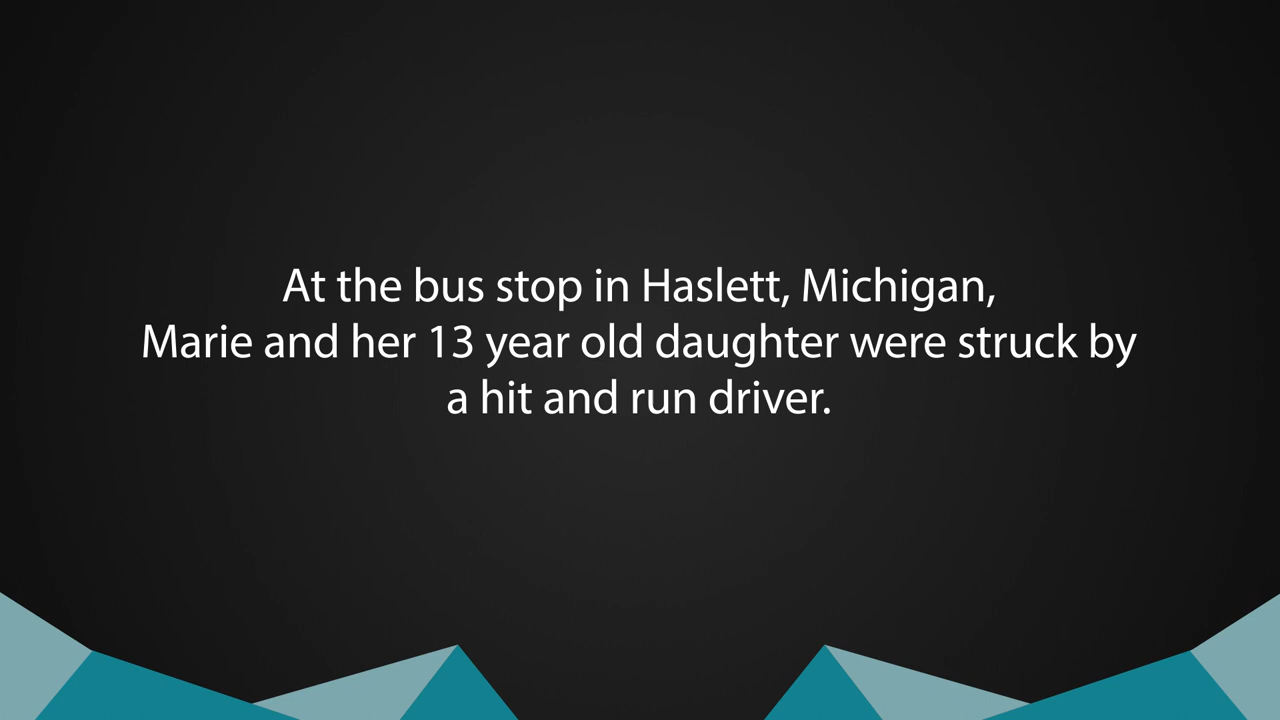 At the bus stop in Haslett, Michigan,
Marie and her 13 year old daughter were struck by
a hit and run driver.